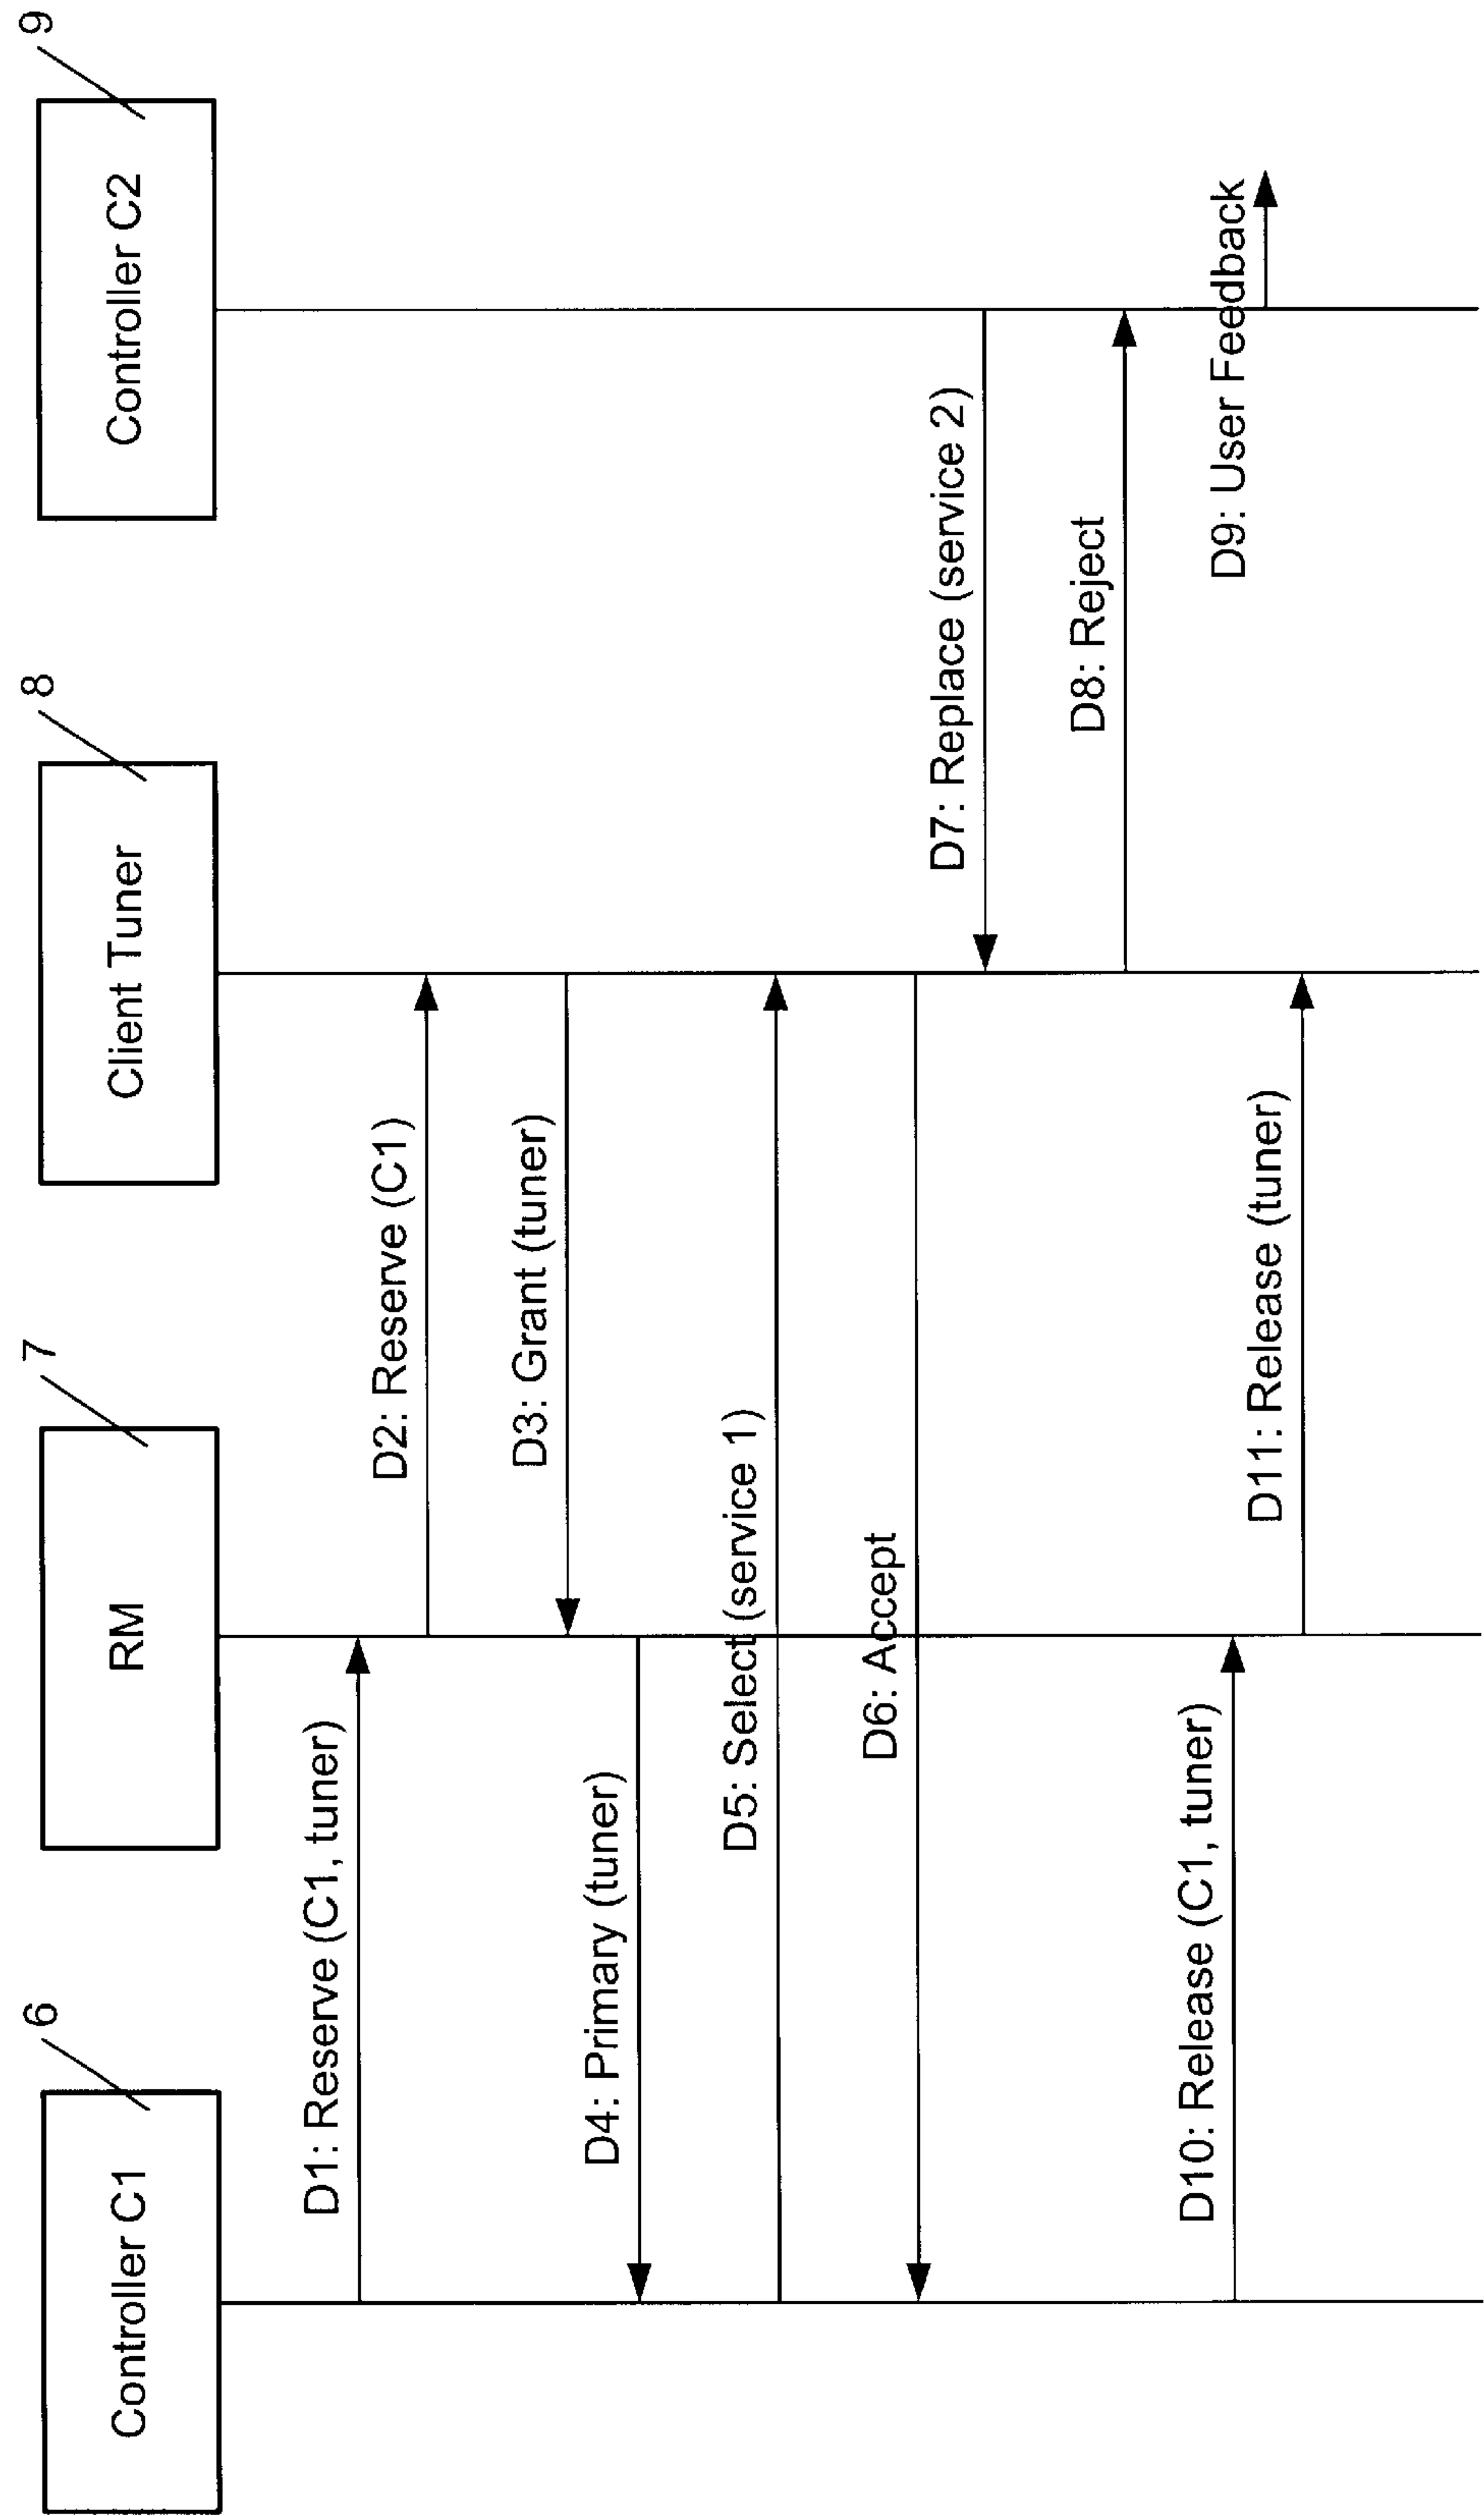 6
7
8
9
Controller C1
RM
Client Tuner
Controller C2
D1: Reserve (C1, tuner)
D2: Reserve (C1)
D3: Grant (tuner)
D4: Primary (tuner)
D5: Select (service 1)
D6: Accept
D7: Replace (service 2)
D8: Reject
D9: User Feedback
D10: Release (C1, tuner)
D11: Release (tuner)